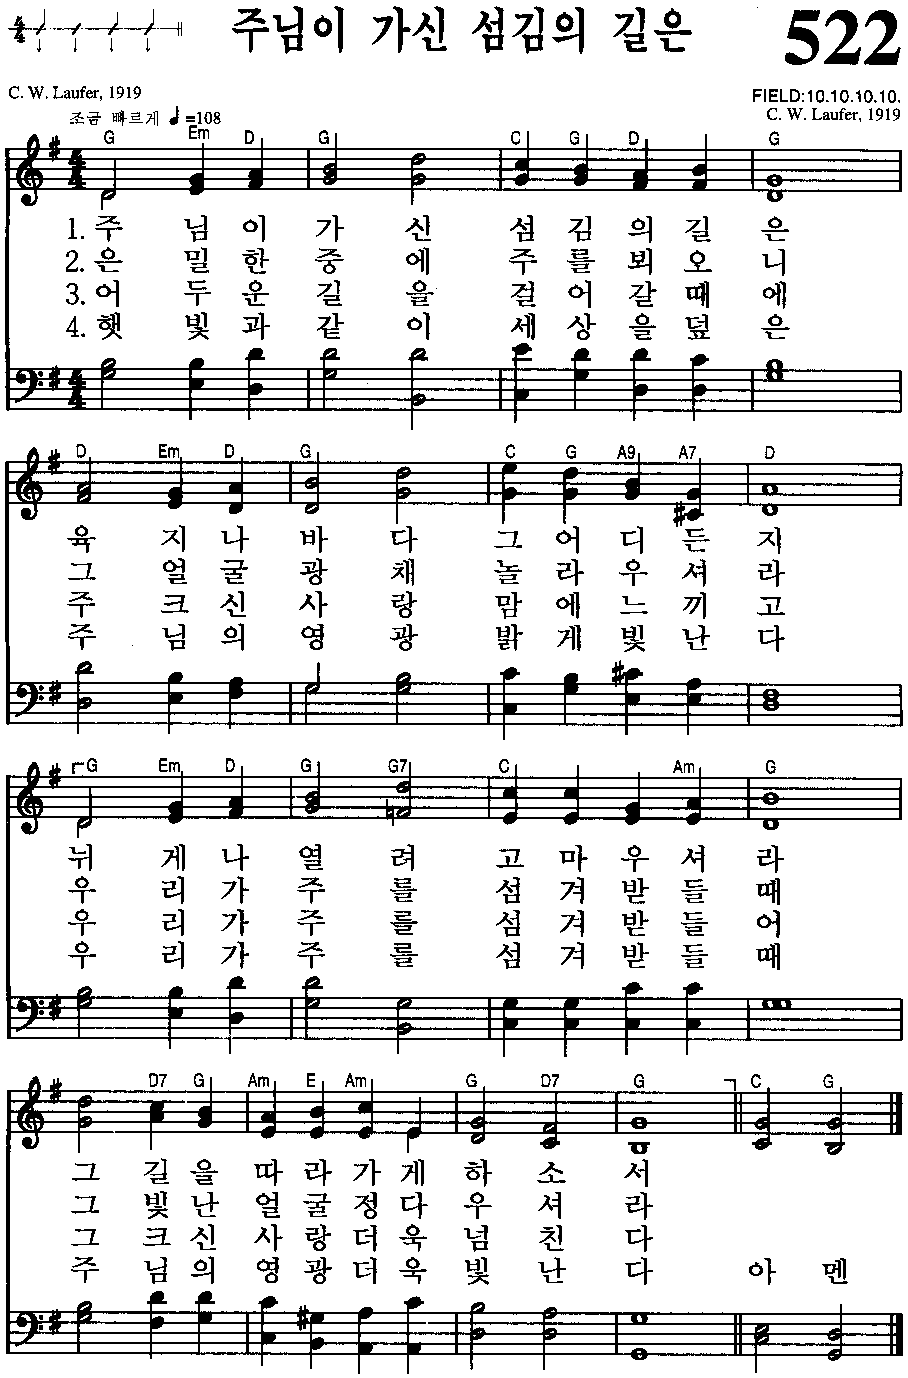 주님이 가신 섬김의 길은 522
C. W. Laufer, 1919 FIELD:10.10.10.10.
조금 빠르게 ♩=108 C. W. Laufer, 1919
G Em D G C G D G
1. 주 님 이 가 신 섬 김 의 길 은
2. 은 밀 한 중 에 주 를 뵈 오 니
3. 어 두 운 길 을 걸 어 갈 때 에
4. 햇 빛 과 같 이 세 상 을 덮 은
D Em D G C G A9 A7 D
육 지 나 바 다 그 어 디 든 지
그 얼 굴 광 채 놀 라 우 셔 라
주 크 신 사 랑 맘 에 느 끼 고
주 님 의 영 광 밝 게 빛 난 다
G Em D G G7 C Am G
뉘 게 나 열 려 고 마 우 셔 라
우 리 가 주 를 섬 겨 받 들 때
우 리 가 주 를 섬 겨 받 들 어
우 리 가 주 를 섬 겨 받 들 때
D7 G Am E Am G D7 G C G
그 길 을 따 라 가 게 하 소 서
그 빛 난 얼 굴 정 다 우 셔 라
그 크 신 사 랑 더 욱 넘 친 다
주 님 의 영 광 더 욱 빛 난 다 아 멘